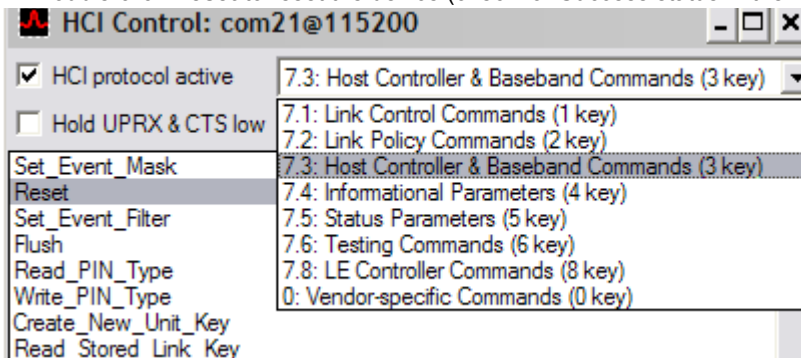 HCI Control: com21@115200
HCI protocol active
7.3: Host Controller & Baseband Commands (3 key)
Hold UPRX & CTS low
7.1: Link Control Commands (1 key)
7.2: Link Policy Commands (2 key)
7.3: Host Controller & Baseband Commands (3 key)
7.4: Informational Parameters (4 key)
7.5: Status Parameters (5 key)
7.6: Testing Commands (6 key)
7.8: LE Controller Commands (8 key)
0: Vendor-specific Commands (0 key)
Set_Event_Mask
Reset
Set_Event_Filter
Flush
Read_PIN_Type
Write_PIN_Type
Create_New_Unit_Key
Read_Stored_Link_Key